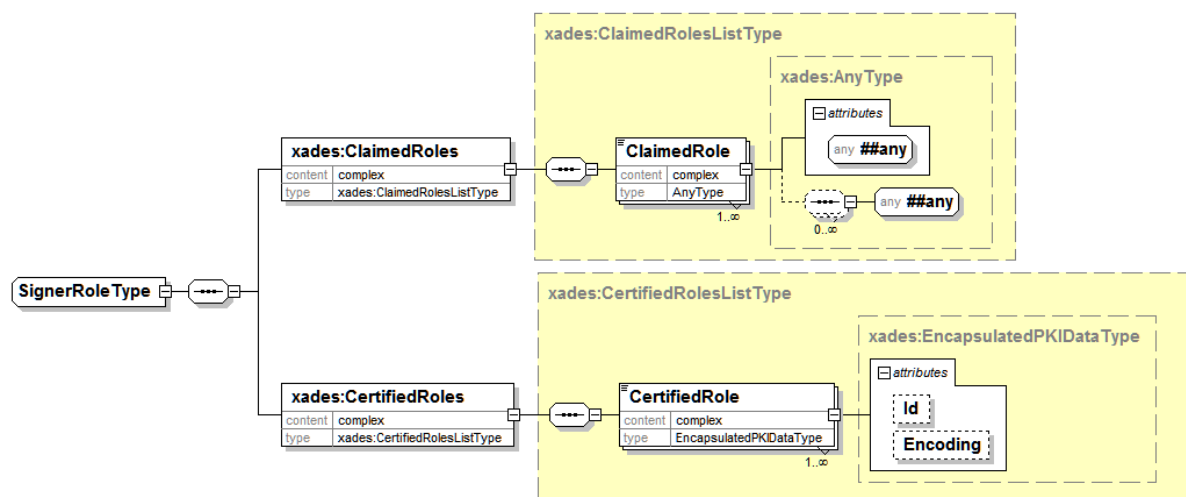 xades:ClaimedRolesListType
xades:AnyType
attributes
any ##any
xades:ClaimedRoles
content complex
type xades:ClaimedRolesListType
ClaimedRole
content complex
type AnyType
1..∞
any ##any
0..∞
SignerRoleType
xades:CertifiedRolesListType
xades:EncapsulatedPKIDataType
attributes
Id
Encoding
xades:CertifiedRoles
content complex
type xades:CertifiedRolesListType
CertifiedRole
content complex
type EncapsulatedPKIDataType
1..∞